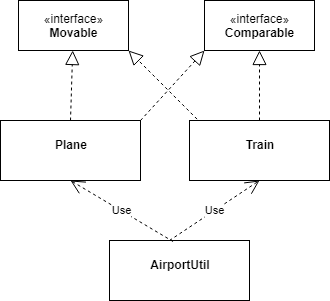 «interface»
Movable
«interface»
Comparable
Plane
Train
Use
Use
AirportUtil